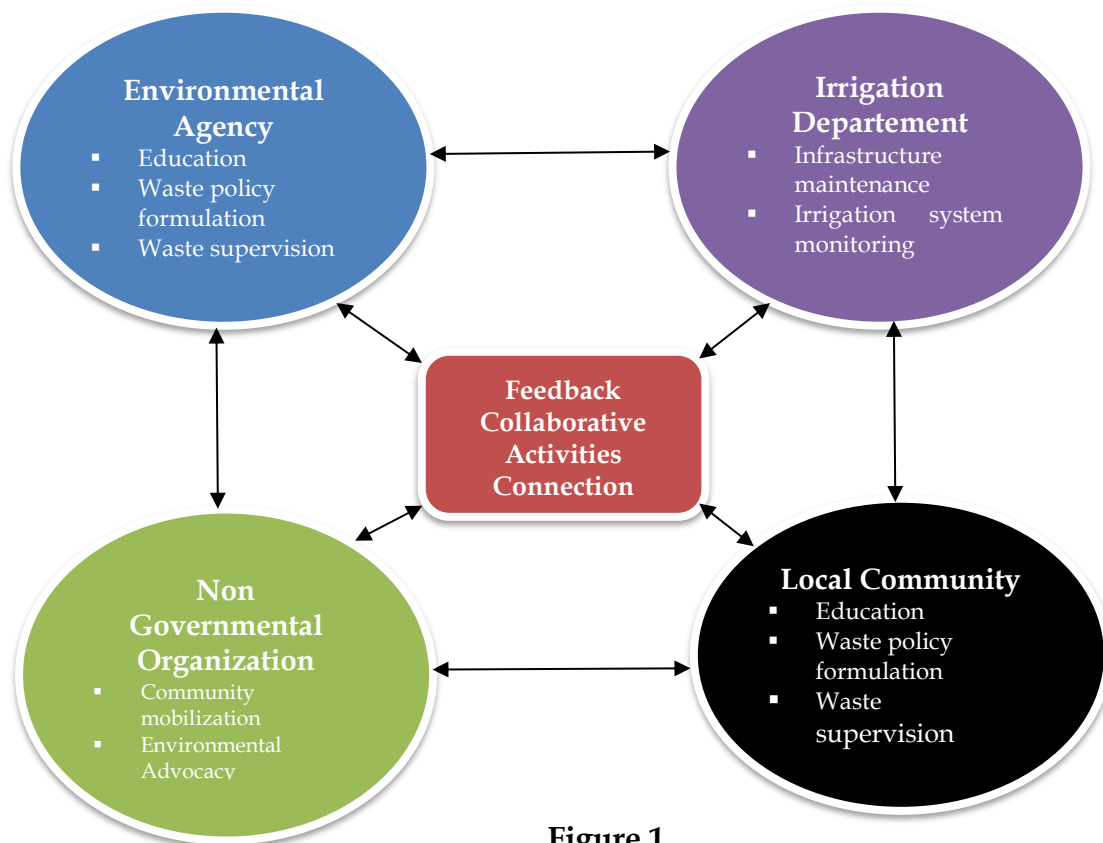 Environmental
Agency
▪ Education
▪ Waste policy
formulation
▪ Waste supervision
Irrigation
Departement
▪ Infrastructure
maintenance
▪ Irrigation system
monitoring
Feedback
Collaborative
Activities
Connection
Non
Governmental
Organization
▪ Community
mobilization
▪ Environmental
Advocacy
Local Community
▪ Education
▪ Waste policy
formulation
▪ Waste
supervision
Figure 1